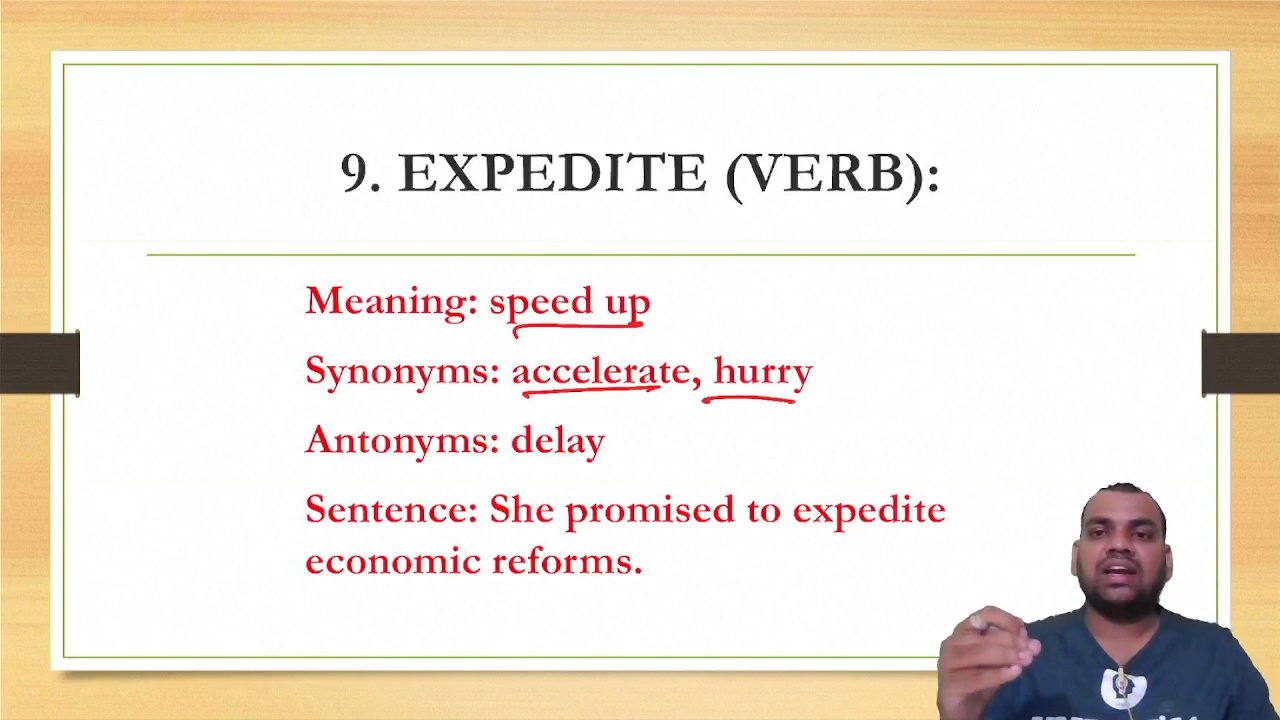 9. EXPEDITE (VERB):
Meaning: speed up
Synonyms: accelerate, hurry
Antonyms: delay
Sentence: She promised to expedite
economic reforms.